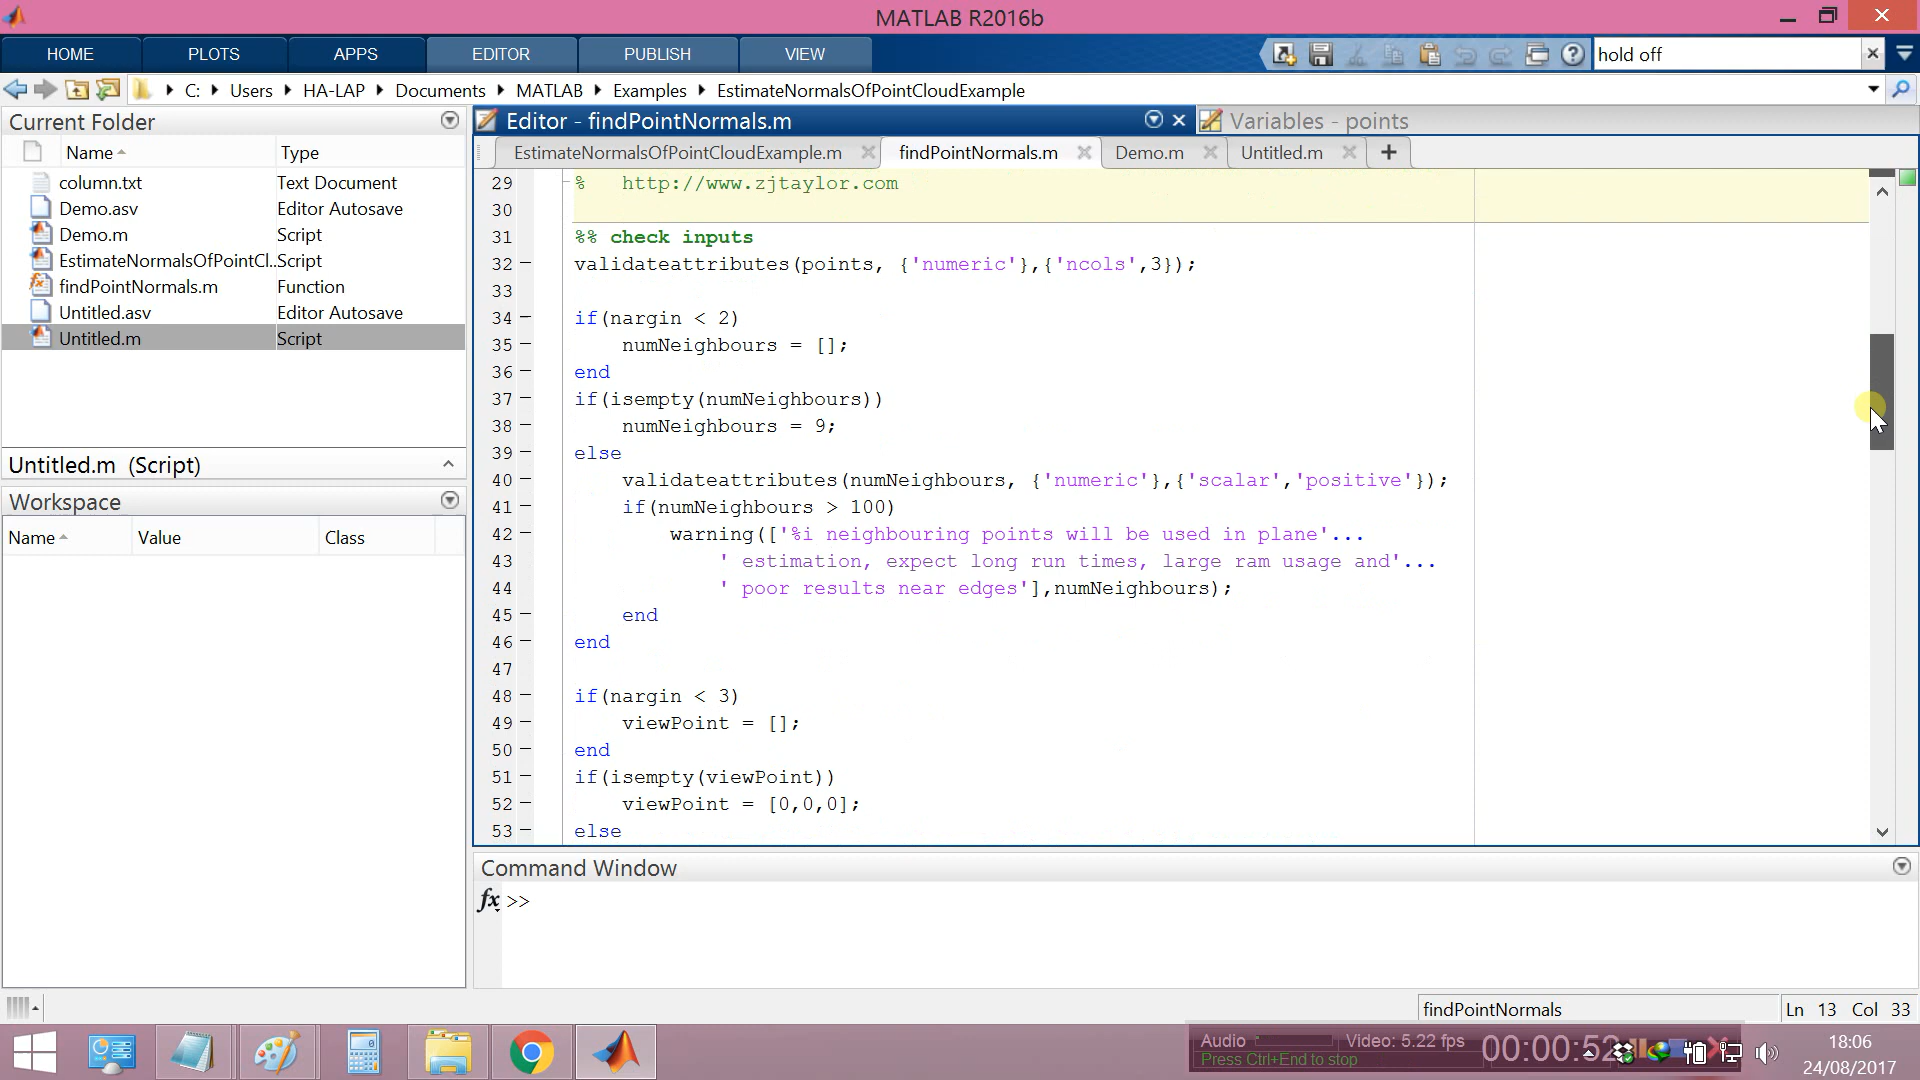 MATLAB R2016b
HOME PLOTS APPS EDITOR PUBLISH VIEW hold off
C: Users HA-LAP Documents MATLAB Examples EstimateNormalsOfPointCloudExample
Current Folder
Name Type
column.txt Text Document
Demo.asv Editor Autosave
Demo.m Script
EstimateNormalsOfPointCl... Script
findPointNormals.m Function
Untitled.asv Editor Autosave
Untitled.m Script
Untitled.m (Script)
Workspace
Name Value Class
Editor - findPointNormals.m
Variables - points
EstimateNormalsOfPointCloudExample.m findPointNormals.m Demo.m Untitled.m +
29 % http://www.zjtaylor.com
30
31 %% check inputs
32 validateattributes(points, {'numeric'},{'ncols',3});
33
34 if(nargin < 2)
35 numNeighbours = [];
36 end
37 if(isempty(numNeighbours))
38 numNeighbours = 9;
39 else
40 validateattributes(numNeighbours, {'numeric'},{'scalar','positive'});
41 if(numNeighbours > 100)
42 warning(['%i neighbouring points will be used in plane'...
43 ' estimation, expect long run times, large ram usage and'...
44 ' poor results near edges'],numNeighbours);
45 end
46 end
47
48 if(nargin < 3)
49 viewPoint = [];
50 end
51 if(isempty(viewPoint))
52 viewPoint = [0,0,0];
53 else
Command Window
fx >>
findPointNormals Ln 13 Col 33
Audio Video: 5.22 fps
Press Ctrl+End to stop
00:00:52
18:06
24/08/2017